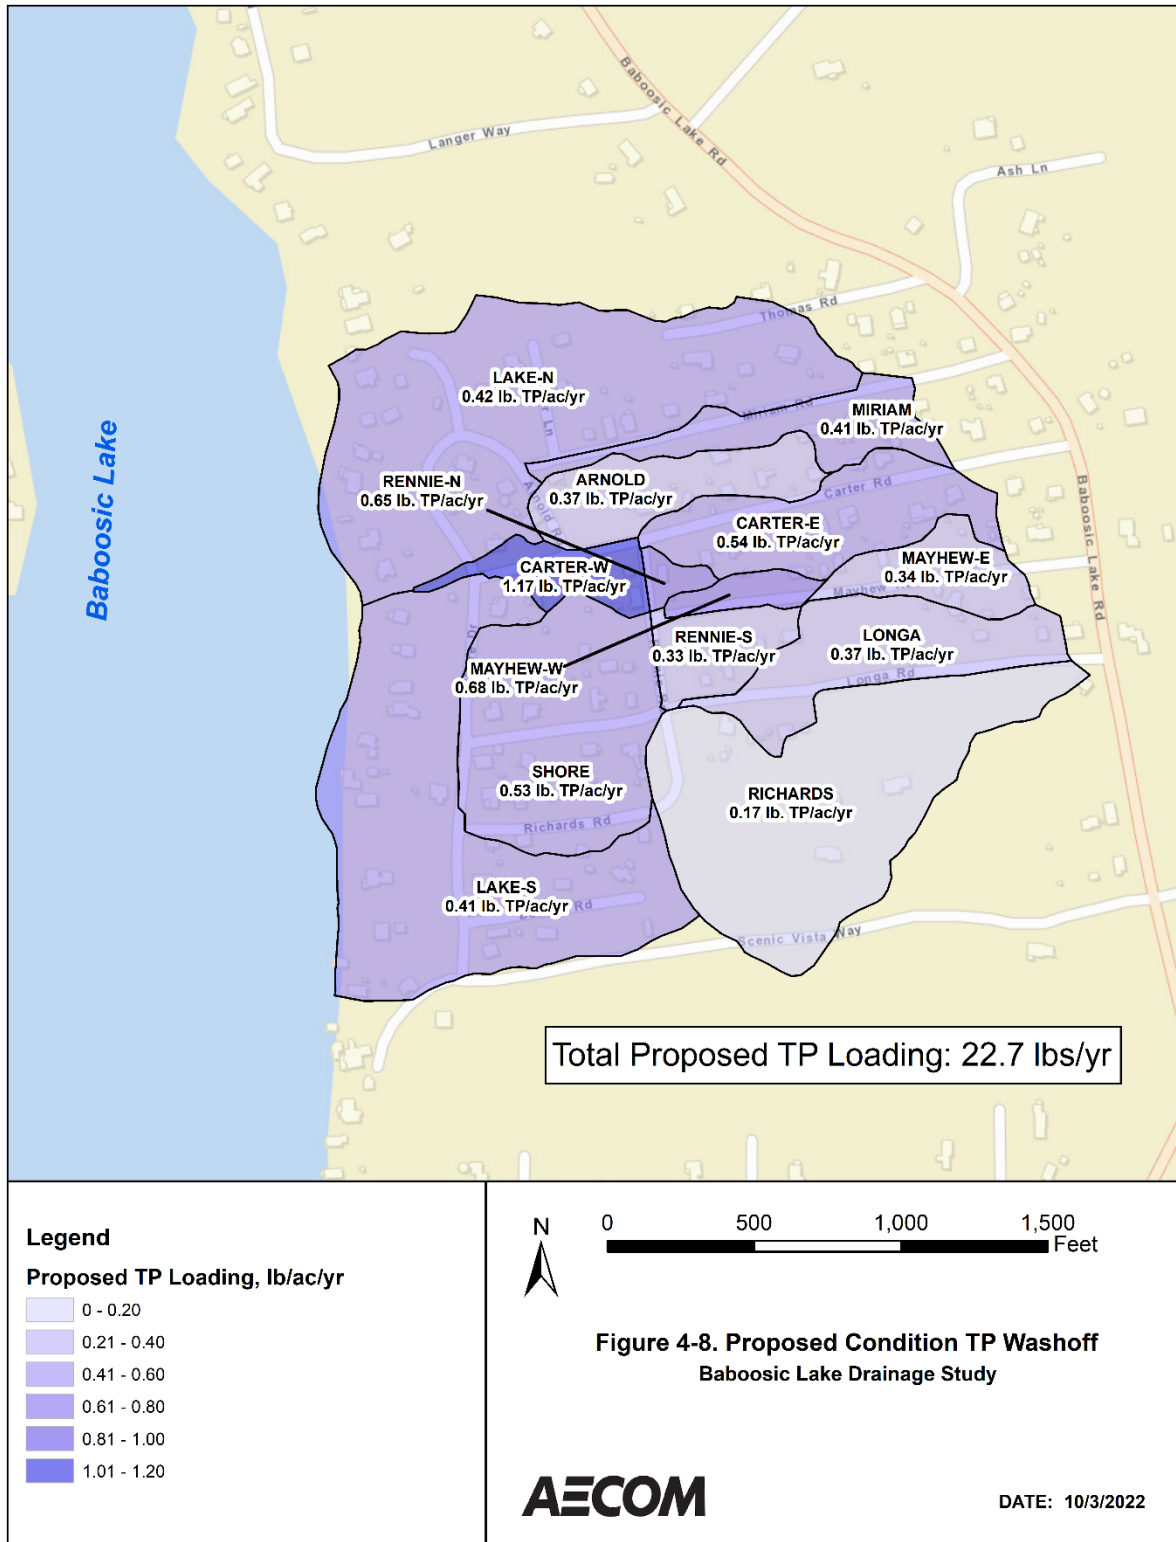 Baboosic Lake Rd
Langer Way
Ash Ln
Thomas Rd
LAKE-N
0.42 lb. TP/ac/yr
Miriam Rd
MIRIAM
0.41 lb. TP/ac/yr
Baboosic Lake
RENNIE-N
0.65 lb. TP/ac/yr
ARNOLD
0.37 lb. TP/ac/yr
Carter Rd
Baboosic Lake Rd
CARTER-E
0.54 lb. TP/ac/yr
MAYHEW-E
0.34 lb. TP/ac/yr
CARTER-W
1.17 lb. TP/ac/yr
Mayhew
RENNIE-S
0.33 lb. TP/ac/yr
LONGA
0.37 lb. TP/ac/yr
MAYHEW-W
0.68 lb. TP/ac/yr
Longa Rd
SHORE
0.53 lb. TP/ac/yr
RICHARDS
0.17 lb. TP/ac/yr
Richards Rd
LAKE-S
0.41 lb. TP/ac/yr
Rd
Scenic Vista Way
Total Proposed TP Loading: 22.7 lbs/yr
Legend
Proposed TP Loading, lb/ac/yr
0 - 0.20
0.21 - 0.40
0.41 - 0.60
0.61 - 0.80
0.81 - 1.00
1.01 - 1.20
N
0 500 1,000 1,500
Feet
Figure 4-8. Proposed Condition TP Washoff
Baboosic Lake Drainage Study
AECOM
DATE: 10/3/2022